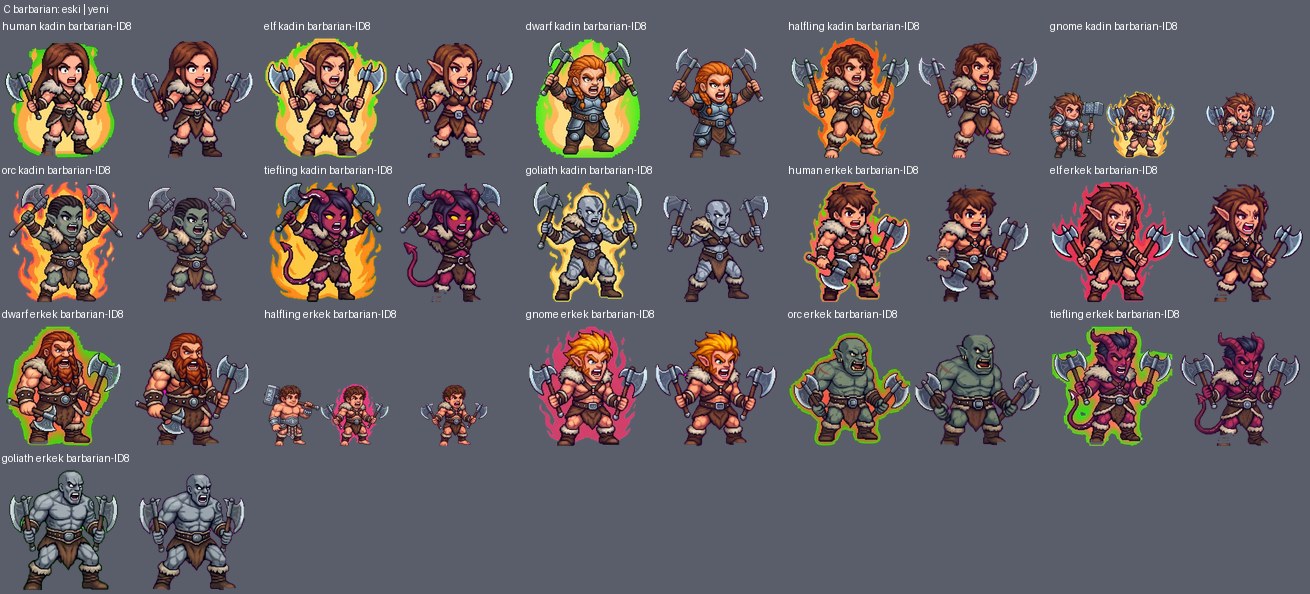 C barbarian: eski | yeni
human kadin barbarian-ID8
elf kadin barbarian-ID8
dwarf kadin barbarian-ID8
halfling kadin barbarian-ID8
gnome kadin barbarian-ID8
orc kadin barbarian-ID8
tiefling kadin barbarian-ID8
goliath kadin barbarian-ID8
human erkek barbarian-ID8
elf erkek barbarian-ID8
dwarf erkek barbarian-ID8
halfling erkek barbarian-ID8
gnome erkek barbarian-ID8
orc erkek barbarian-ID8
tiefling erkek barbarian-ID8
goliath erkek barbarian-ID8